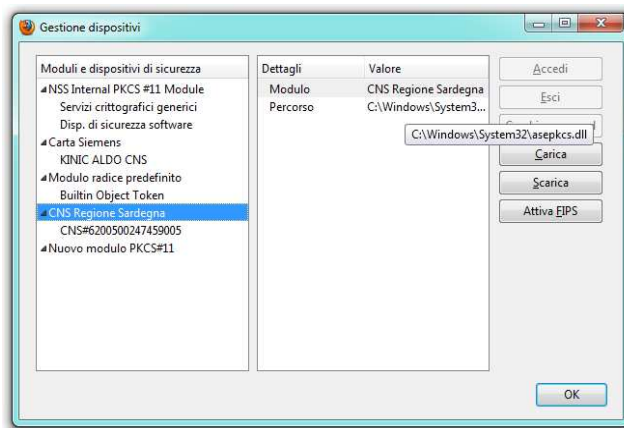 Gestione dispositivi
Moduli e dispositivi di sicurezza
NSS Internal PKCS #11 Module
Servizi crittografici generici
Disp. di sicurezza software
Carta Siemens
KINIC ALDO CNS
Modulo radice predefinito
Builtin Object Token
CNS Regione Sardegna
CNS#6200500247459005
Nuovo modulo PKCS#11
Dettagli Valore
Modulo CNS Regione Sardegna
Percorso C:\Windows\System3...
C:\Windows\System32\asepkcs.dll
Accedi
Esci
Carica
Scarica
Attiva FIPS
OK